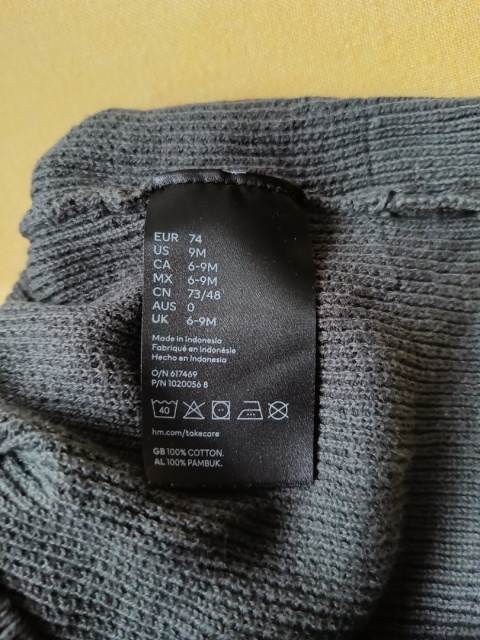 EUR 74
US 9M
CA 6-9M
MX 6-9M
CN 73/48
AUS 0
UK 6-9M
Made in Indonesia
Fabriqué en Indonésie
Hecho en Indonesia
O/N 617469
P/N 1020056 8
40
hm.com/takecare
GB 100% COTTON.
AL 100% PAMBUK.